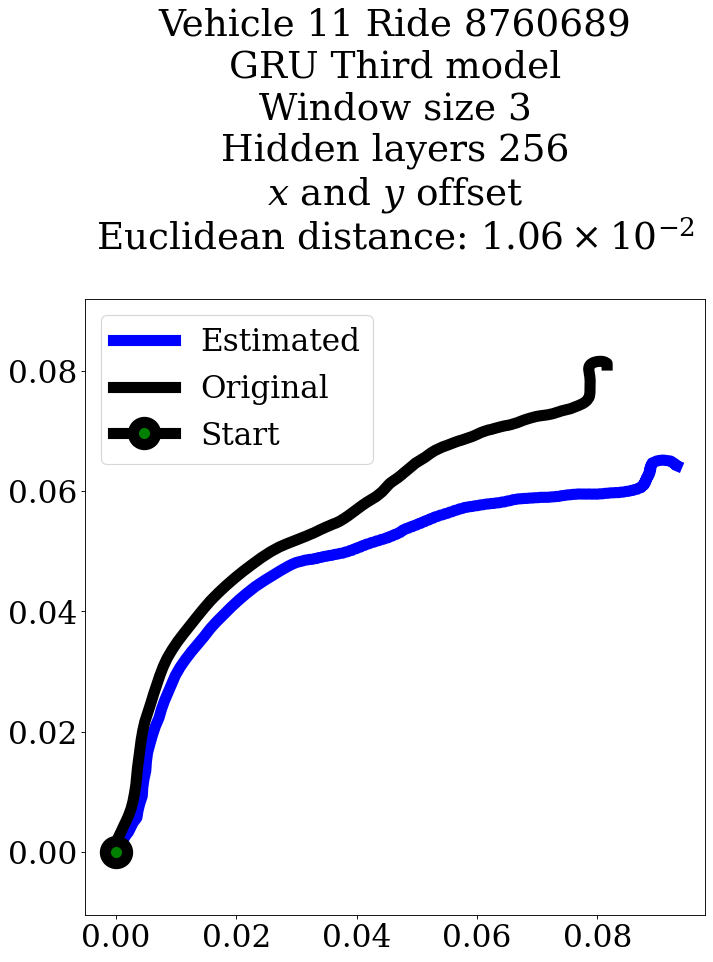 Vehicle 11 Ride 8760689
GRU Third model
Window size 3
Hidden layers 256
x and y offset
Euclidean distance: 1.06 × 10⁻²
Estimated
Original
Start
0.08
0.06
0.04
0.02
0.00
0.00 0.02 0.04 0.06 0.08